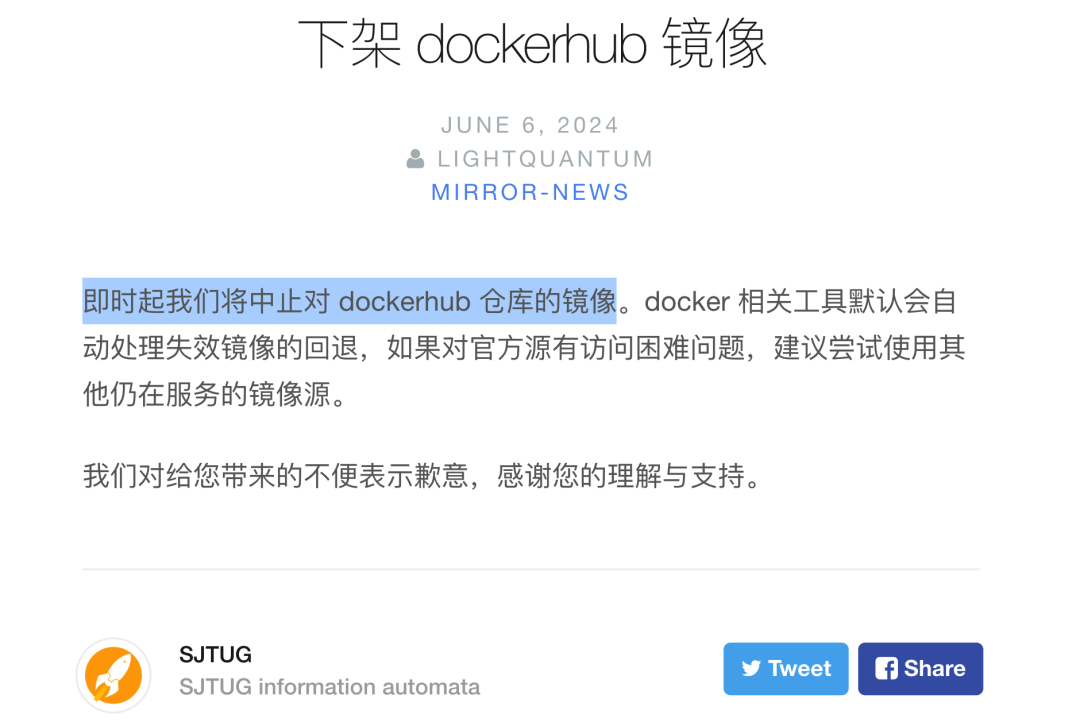 下架 dockerhub 镜像
JUNE 6, 2024
LIGHTQUANTUM
MIRROR-NEWS
即时起我们将中止对 dockerhub 仓库的镜像。docker 相关工具默认会自
动处理失效镜像的回退，如果对官方源有访问困难问题，建议尝试使用其
他仍在服务的镜像源。
我们对给您带来的不便表示歉意，感谢您的理解与支持。
SJTUG
SJTUG information automata
Tweet
Share